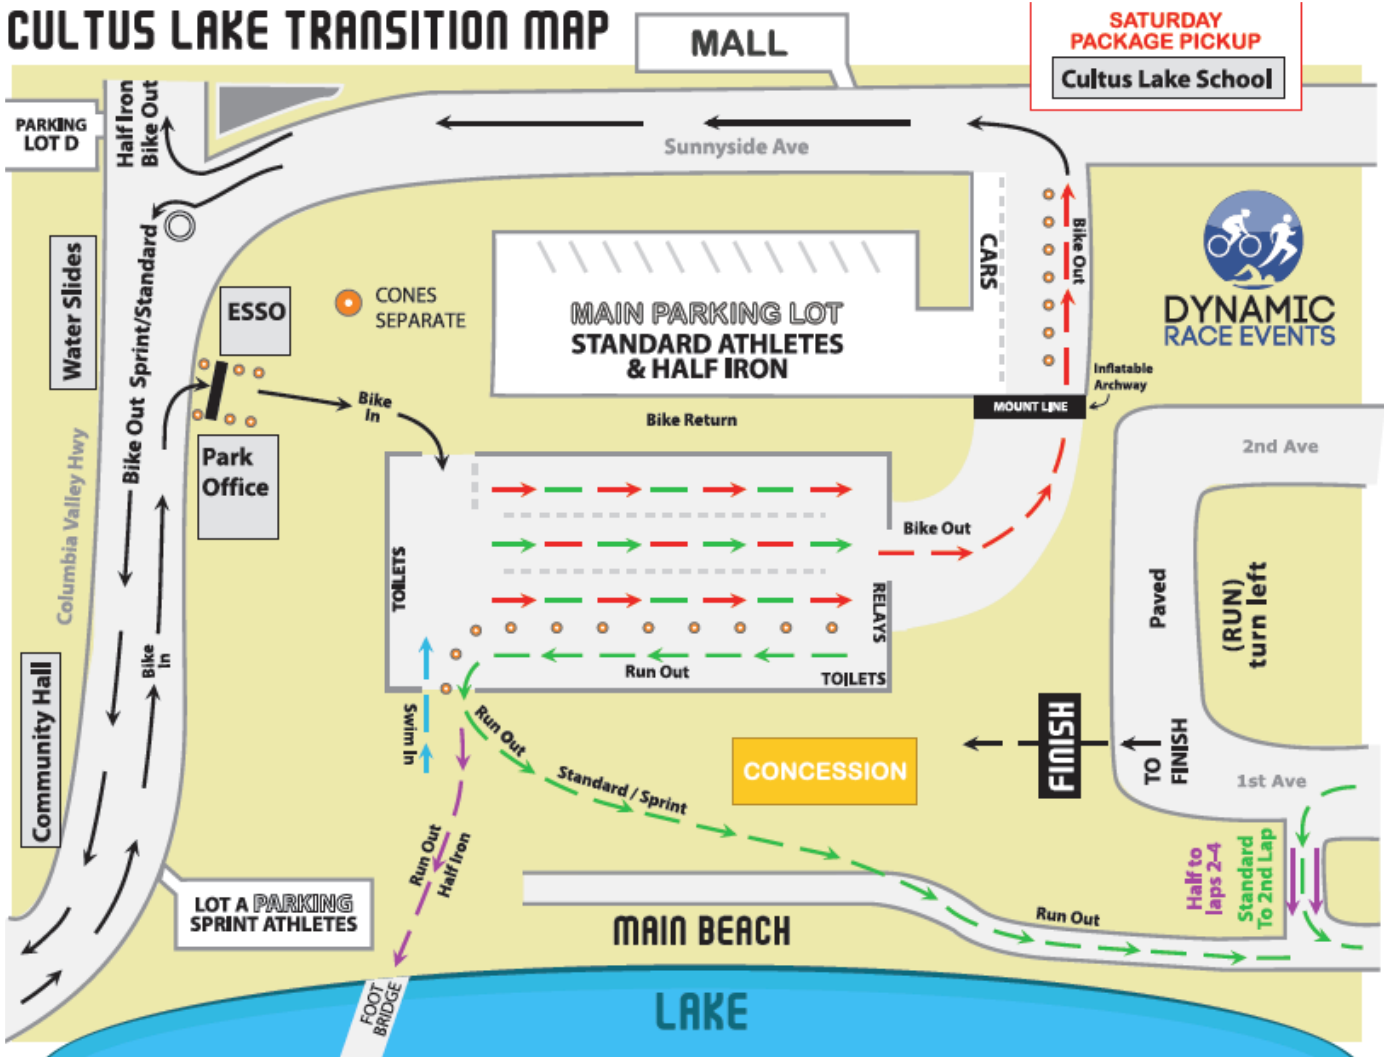 CULTUS LAKE TRANSITION MAP
MALL
SATURDAY
PACKAGE PICKUP
Cultus Lake School
PARKING
LOT D
Half Iron
Bike Out
Sunnyside Ave
Water Slides
Bike Out Sprint/Standard
ESSO
CONES
SEPARATE
MAIN PARKING LOT
STANDARD ATHLETES
& HALF IRON
CARS
Bike Out
DYNAMIC
RACE EVENTS
Inflatable
Archway
MOUNT LINE
Bike
In
Bike Return
Park
Office
Columbia Valley Hwy
2nd Ave
Bike Out
TOILETS
RELAYS
Paved
(RUN)
turn left
Bike
In
Run Out
TOILETS
Community Hall
Swim In
Run Out
Standard / Sprint
CONCESSION
FINISH
TO
FINISH
1st Ave
Run Out
Half Iron
Half to
laps 2-4
Standard
To 2nd Lap
LOT A PARKING
SPRINT ATHLETES
MAIN BEACH
Run Out
FOOT
BRIDGE
LAKE